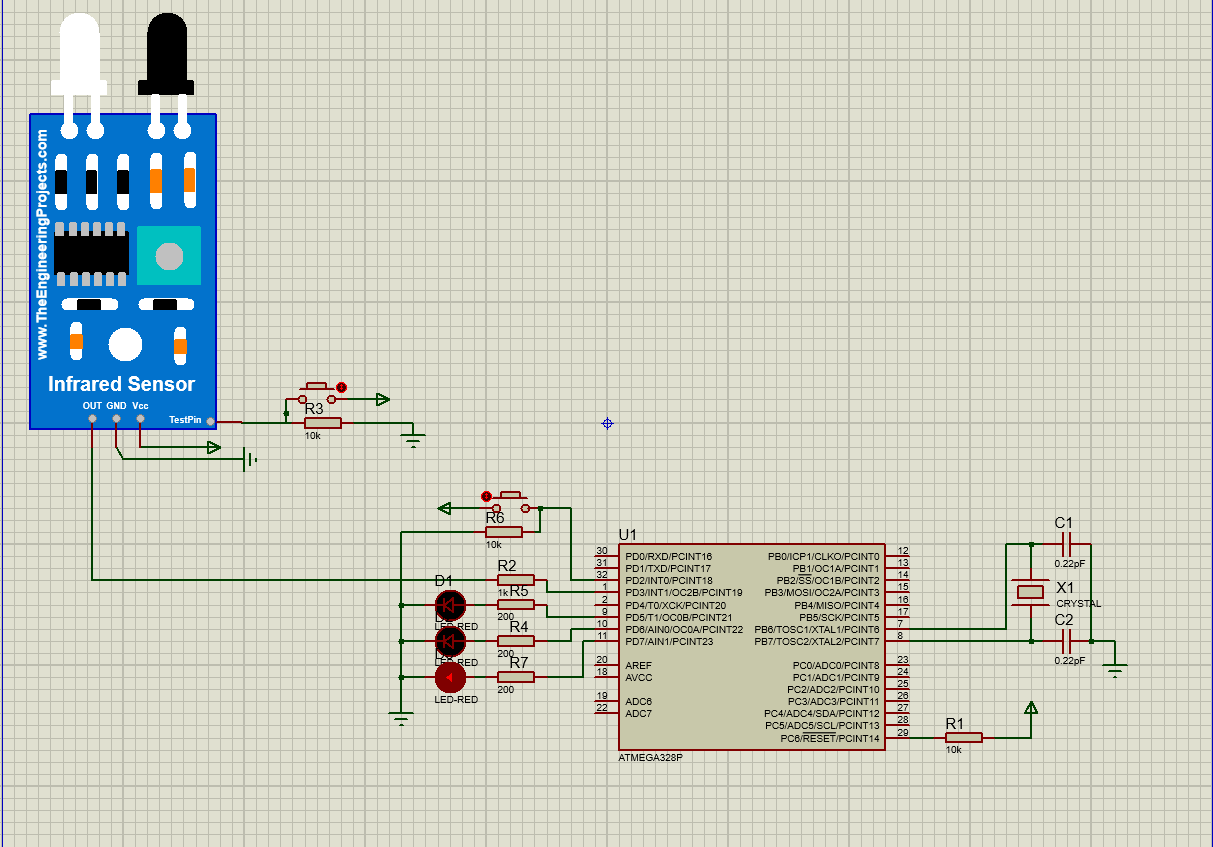 www.TheEngineeringProjects.com
Infrared Sensor
OUT GND Vcc
TestPin
R3
10k
R6
10k
R2
1k
D1
R5
200
LED-RED
R4
200
LED-RED
R7
200
LED-RED
U1
30 PD0/RXD/PCINT16
31 PD1/TXD/PCINT17
32 PD2/INT0/PCINT18
1 PD3/INT1/OC2B/PCINT19
2 PD4/T0/XCK/PCINT20
9 PD5/T1/OC0B/PCINT21
10 PD6/AIN0/OC0A/PCINT22
11 PD7/AIN1/PCINT23
20 AREF
18 AVCC
19 ADC6
22 ADC7
PB0/ICP1/CLKO/PCINT0 12
PB1/OC1A/PCINT1 13
PB2/SS/OC1B/PCINT2 14
PB3/MOSI/OC2A/PCINT3 15
PB4/MISO/PCINT4 16
PB5/SCK/PCINT5 17
PB6/TOSC1/XTAL1/PCINT6 7
PB7/TOSC2/XTAL2/PCINT7 8
PC0/ADC0/PCINT8 23
PC1/ADC1/PCINT9 24
PC2/ADC2/PCINT10 25
PC3/ADC3/PCINT11 26
PC4/ADC4/SDA/PCINT12 27
PC5/ADC5/SCL/PCINT13 28
PC6/RESET/PCINT14 29
ATMEGA328P
C1
0.22pF
X1
CRYSTAL
C2
0.22pF
R1
10k